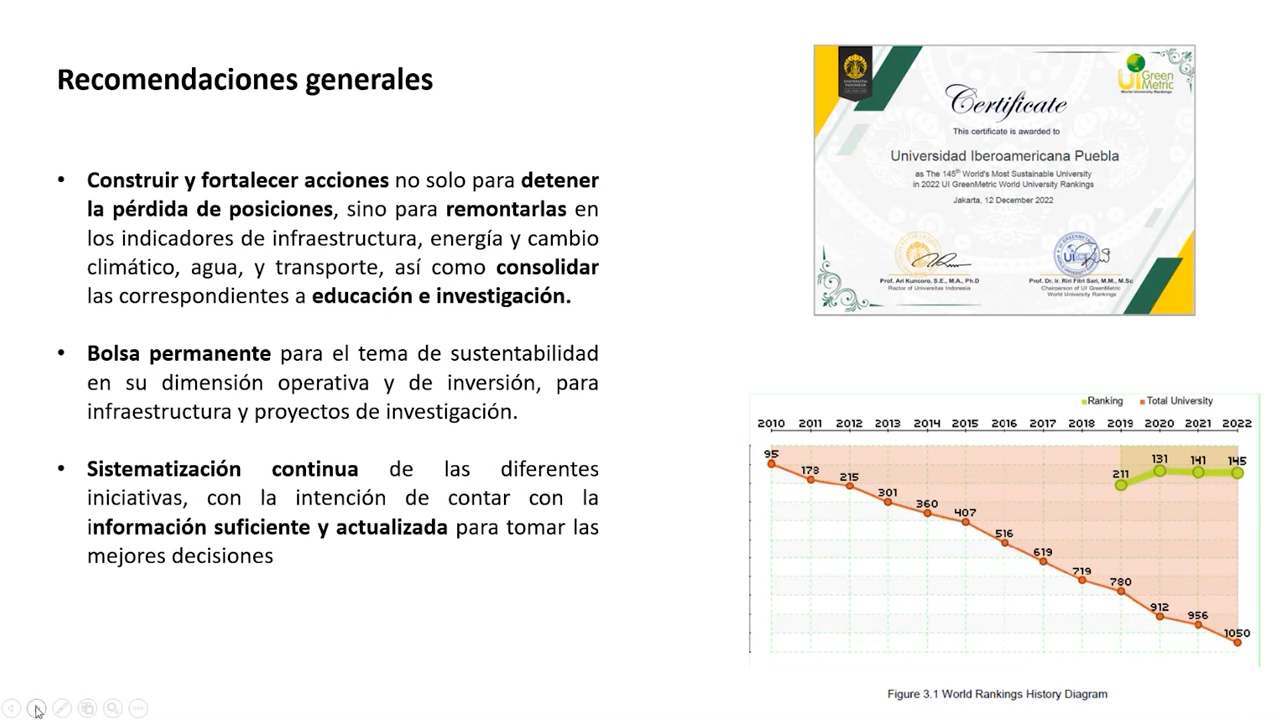 Recomendaciones generales
• Construir y fortalecer acciones no solo para detener
la pérdida de posiciones, sino para remontarlas en
los indicadores de infraestructura, energía y cambio
climático, agua, y transporte, así como consolidar
las correspondientes a educación e investigación.
• Bolsa permanente para el tema de sustentabilidad
en su dimensión operativa y de inversión, para
infraestructura y proyectos de investigación.
• Sistematización continua de las diferentes
iniciativas, con la intención de contar con la
información suficiente y actualizada para tomar las
mejores decisiones
UNIVERSITAS
INDONESIA
UI Green
Metric
World University Rankings
Certificate
This certificate is awarded to
Universidad Iberoamericana Puebla
as The 145th World's Most Sustainable University
in 2022 UI GreenMetric World University Rankings
Jakarta, 12 December 2022
Prof. Ari Kuncoro, S.E., M.A., Ph.D
Rector of Universitas Indonesia
Prof. Dr. Ir. Riri Fitri Sari, M.M., M.Sc
Chairperson of UI GreenMetric
World University Rankings
Ranking Total University
2010 2011 2012 2013 2014 2015 2016 2017 2018 2019 2020 2021 2022
211 131 141 145
95 178 215 301 360 407 516 619 719 780 912 956 1050
Figure 3.1 World Rankings History Diagram